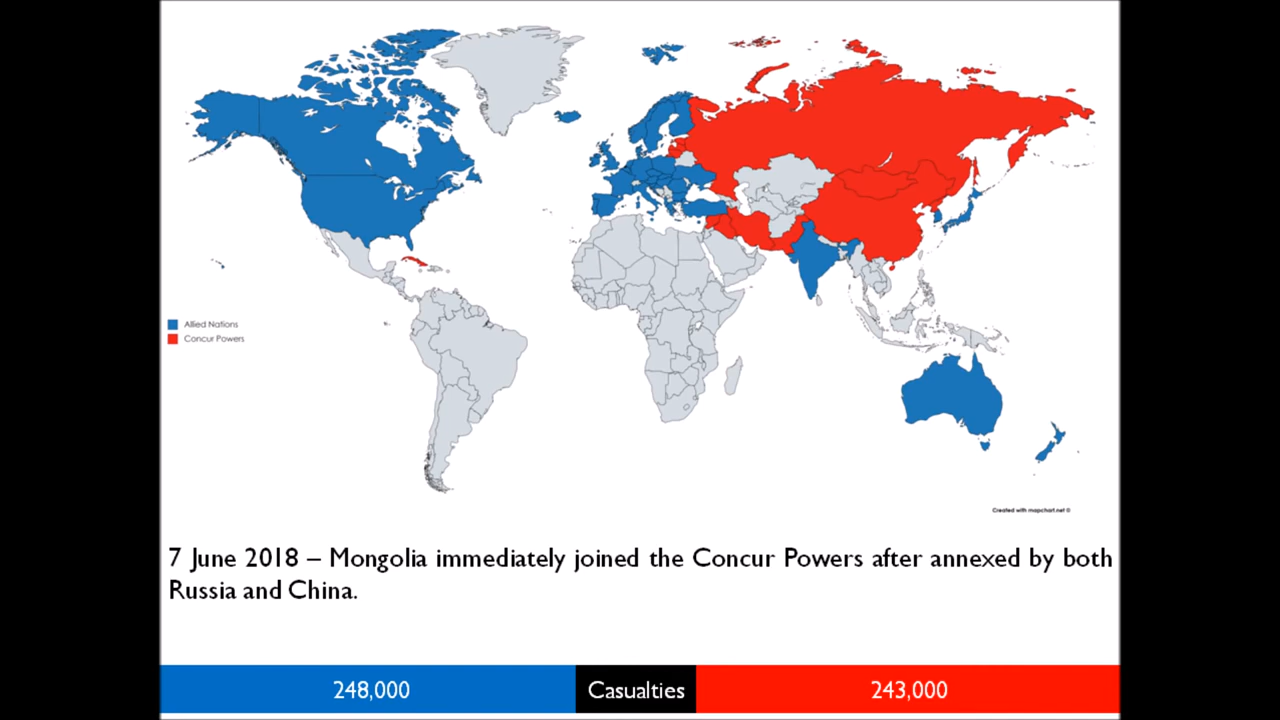 Allied Nations
Concur Powers
Created with mapchart.net ©
7 June 2018 – Mongolia immediately joined the Concur Powers after annexed by both
Russia and China.
248,000
Casualties
243,000